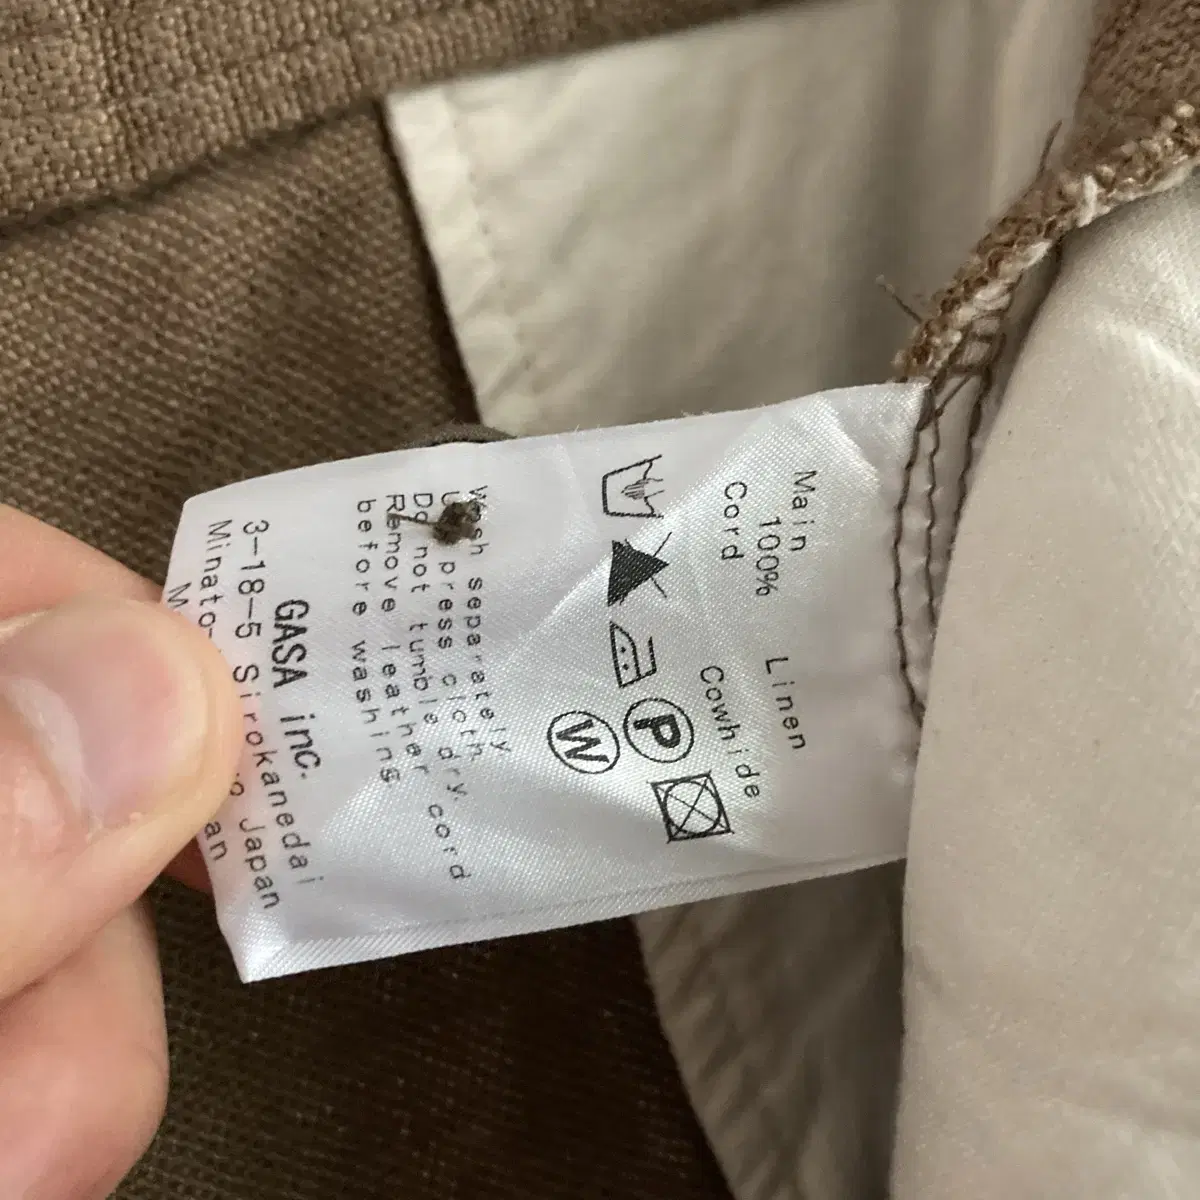 Main
100% Linen
Cord Cowhide
P
W
Wash separately
press cloth.
Do not tumble dry.
Remove leather cord
before washing
GASA inc.
3-18-5 Sirokanedai
Japan